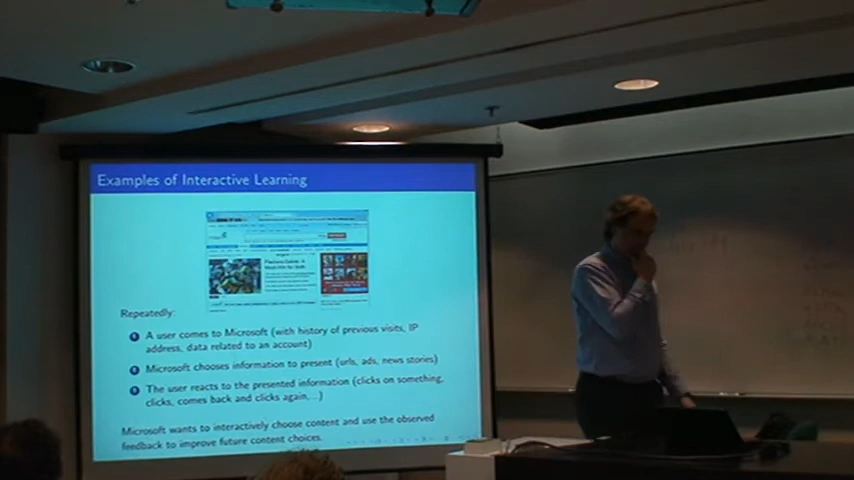 Examples of Interactive Learning
Repeatedly:
1 A user comes to Microsoft (with history of previous visits, IP
address, data related to an account)
2 Microsoft chooses information to present (urls, ads, news stories)
3 The user reacts to the presented information (clicks on something,
clicks, comes back and clicks again,...)
Microsoft wants to interactively choose content and use the observed
feedback to improve future content choices.